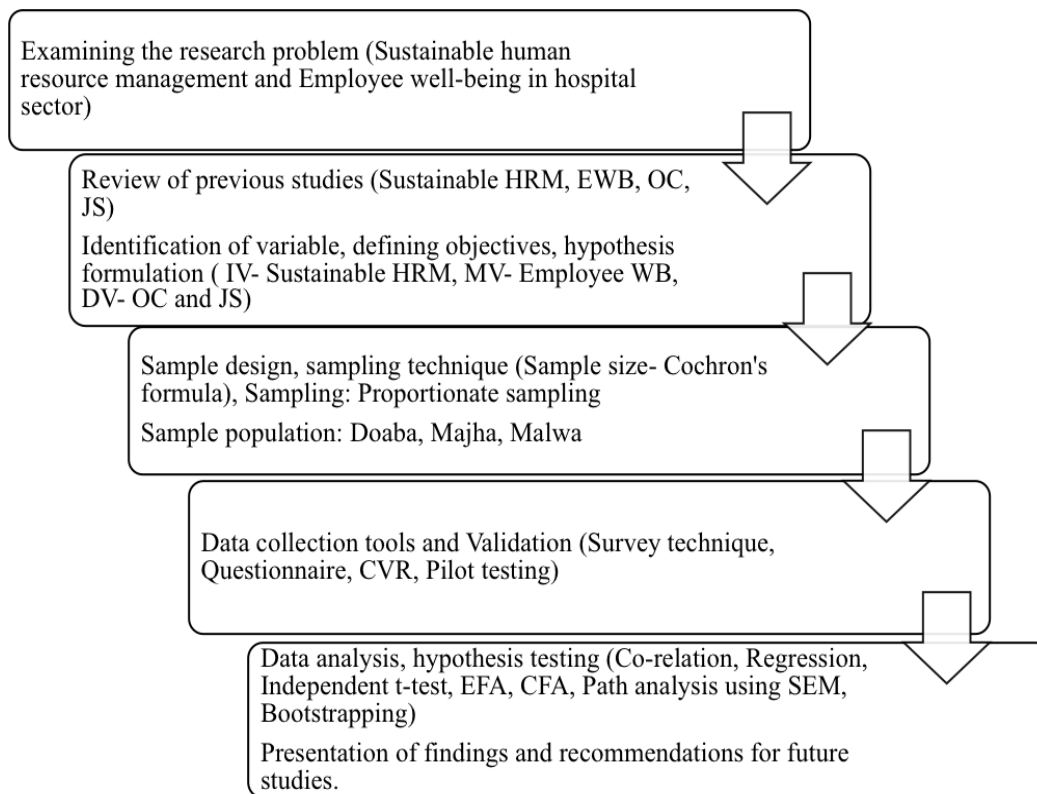 Examining the research problem (Sustainable human
resource management and Employee well-being in hospital
sector)
Review of previous studies (Sustainable HRM, EWB, OC,
JS)
Identification of variable, defining objectives, hypothesis
formulation ( IV- Sustainable HRM, MV- Employee WB,
DV- OC and JS)
Sample design, sampling technique (Sample size- Cochron's
formula), Sampling: Proportionate sampling
Sample population: Doaba, Majha, Malwa
Data collection tools and Validation (Survey technique,
Questionnaire, CVR, Pilot testing)
Data analysis, hypothesis testing (Co-relation, Regression,
Independent t-test, EFA, CFA, Path analysis using SEM,
Bootstrapping)
Presentation of findings and recommendations for future
studies.